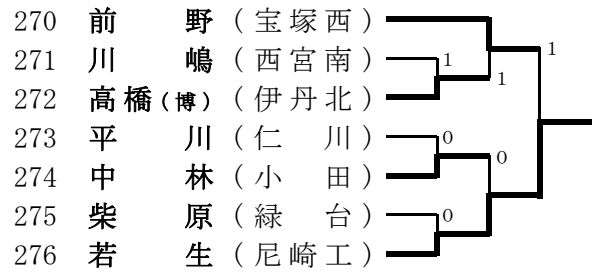 270 前 野 (宝塚西) 1
271 川 嶋 (西宮南) 1
272 高橋(博) (伊丹北) 1
273 平 川 (仁 川) 0
274 中 林 (小 田) 0
275 柴 原 (緑 台) 0
276 若 生 (尼崎工)